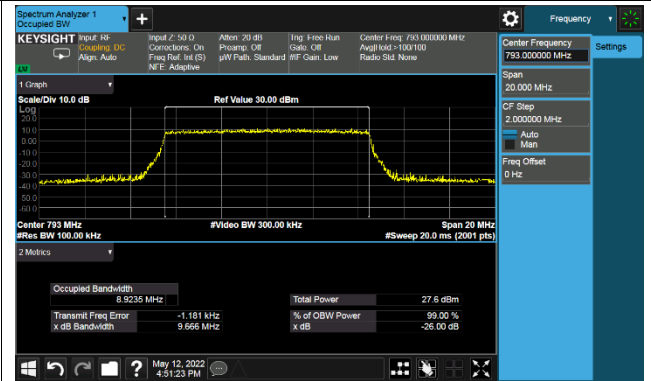 Spectrum Analyzer 1
Occupied BW
+
Frequency
KEYSIGHT Input: RF
Coupling: DC
Align: Auto
Input Z: 50 Ω
Corrections: On
Freq Ref: Int (S)
NFE: Adaptive
Atten: 20 dB
Preamp: Off
µW Path: Standard
Trig: Free Run
Gate: Off
#IF Gain: Low
Center Freq: 793.000000 MHz
Avg|Hold:>100/100
Radio Std: None
Center Frequency
793.000000 MHz
Settings
Span
20.000 MHz
CF Step
2.000000 MHz
Auto
Man
Freq Offset
0 Hz
1 Graph
Scale/Div 10.0 dB
Ref Value 30.00 dBm
Log
20.0
10.0
0.00
-10.0
-20.0
-30.0
-40.0
-50.0
-60.0
Center 793 MHz
#Video BW 300.00 kHz
Span 20 MHz
#Res BW 100.00 kHz
#Sweep 20.0 ms (2001 pts)
2 Metrics
Occupied Bandwidth
8.9235 MHz
Total Power 27.6 dBm
Transmit Freq Error -1.181 kHz
% of OBW Power 99.00 %
x dB Bandwidth 9.666 MHz
x dB -26.00 dB
?
May 12, 2022
4:51:23 PM